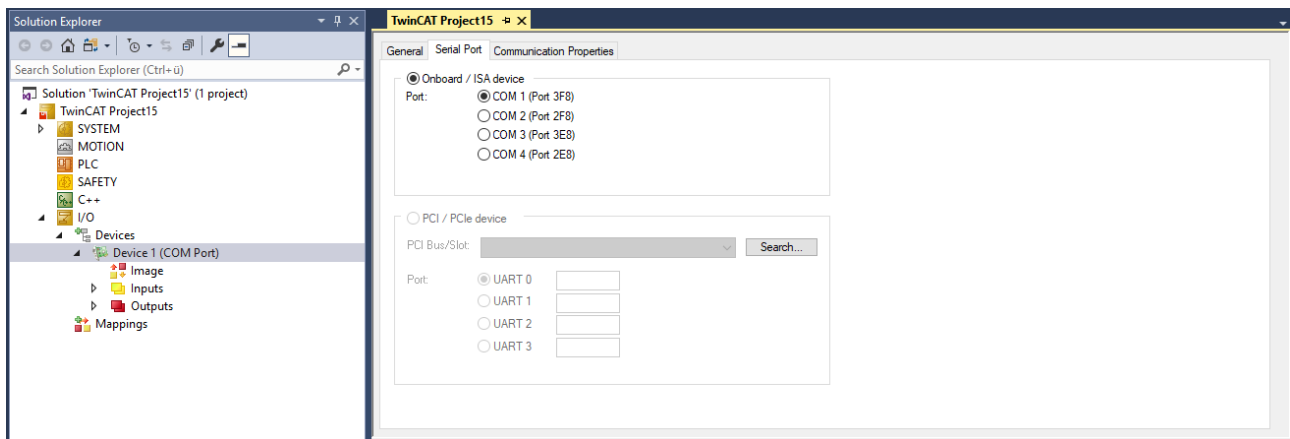 Solution Explorer
Search Solution Explorer (Ctrl+ü)
Solution 'TwinCAT Project15' (1 project)
TwinCAT Project15
SYSTEM
MOTION
PLC
SAFETY
C++
I/O
Devices
Device 1 (COM Port)
Image
Inputs
Outputs
Mappings
TwinCAT Project15
General Serial Port Communication Properties
Onboard / ISA device
Port: COM 1 (Port 3F8)
COM 2 (Port 2F8)
COM 3 (Port 3E8)
COM 4 (Port 2E8)
PCI / PCIe device
PCI Bus/Slot: Search...
Port: UART 0
UART 1
UART 2
UART 3